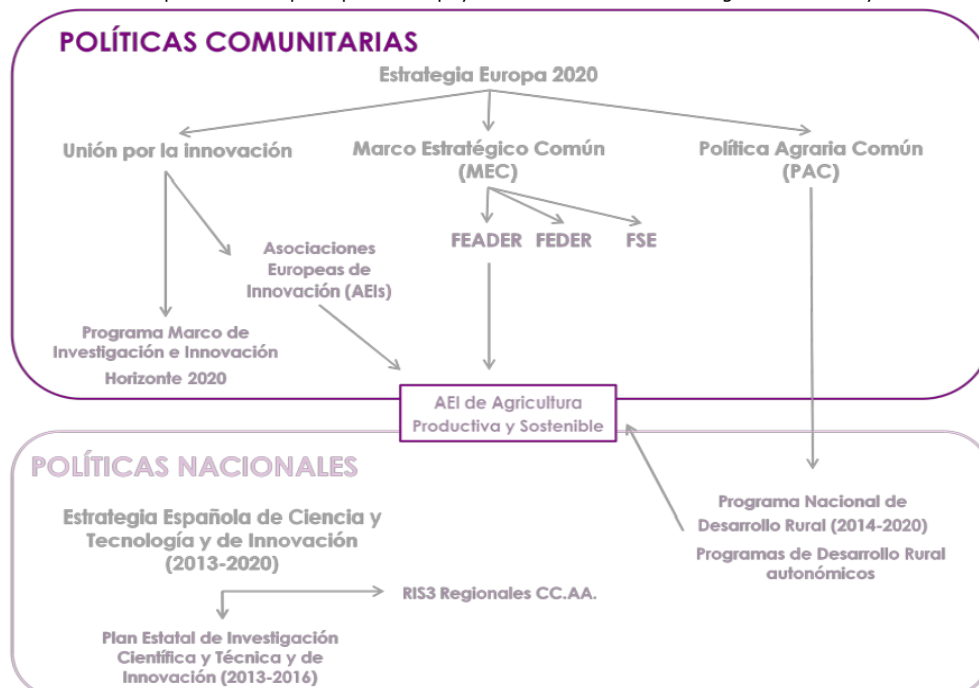 POLÍTICAS COMUNITARIAS
Estrategia Europa 2020
Unión por la innovación
Marco Estratégico Común
(MEC)
Política Agraria Común
(PAC)
FEADER
FEDER
FSE
Asociaciones
Europeas de
Innovación (AEIs)
Programa Marco de
Investigación e Innovación
Horizonte 2020
AEI de Agricultura
Productiva y Sostenible
POLÍTICAS NACIONALES
Estrategia Española de Ciencia y
Tecnología y de Innovación
(2013-2020)
Programa Nacional de
Desarrollo Rural (2014-2020)
Programas de Desarrollo Rural
autonómicos
RIS3 Regionales CC.AA.
Plan Estatal de Investigación
Científica y Técnica y de
Innovación (2013-2016)